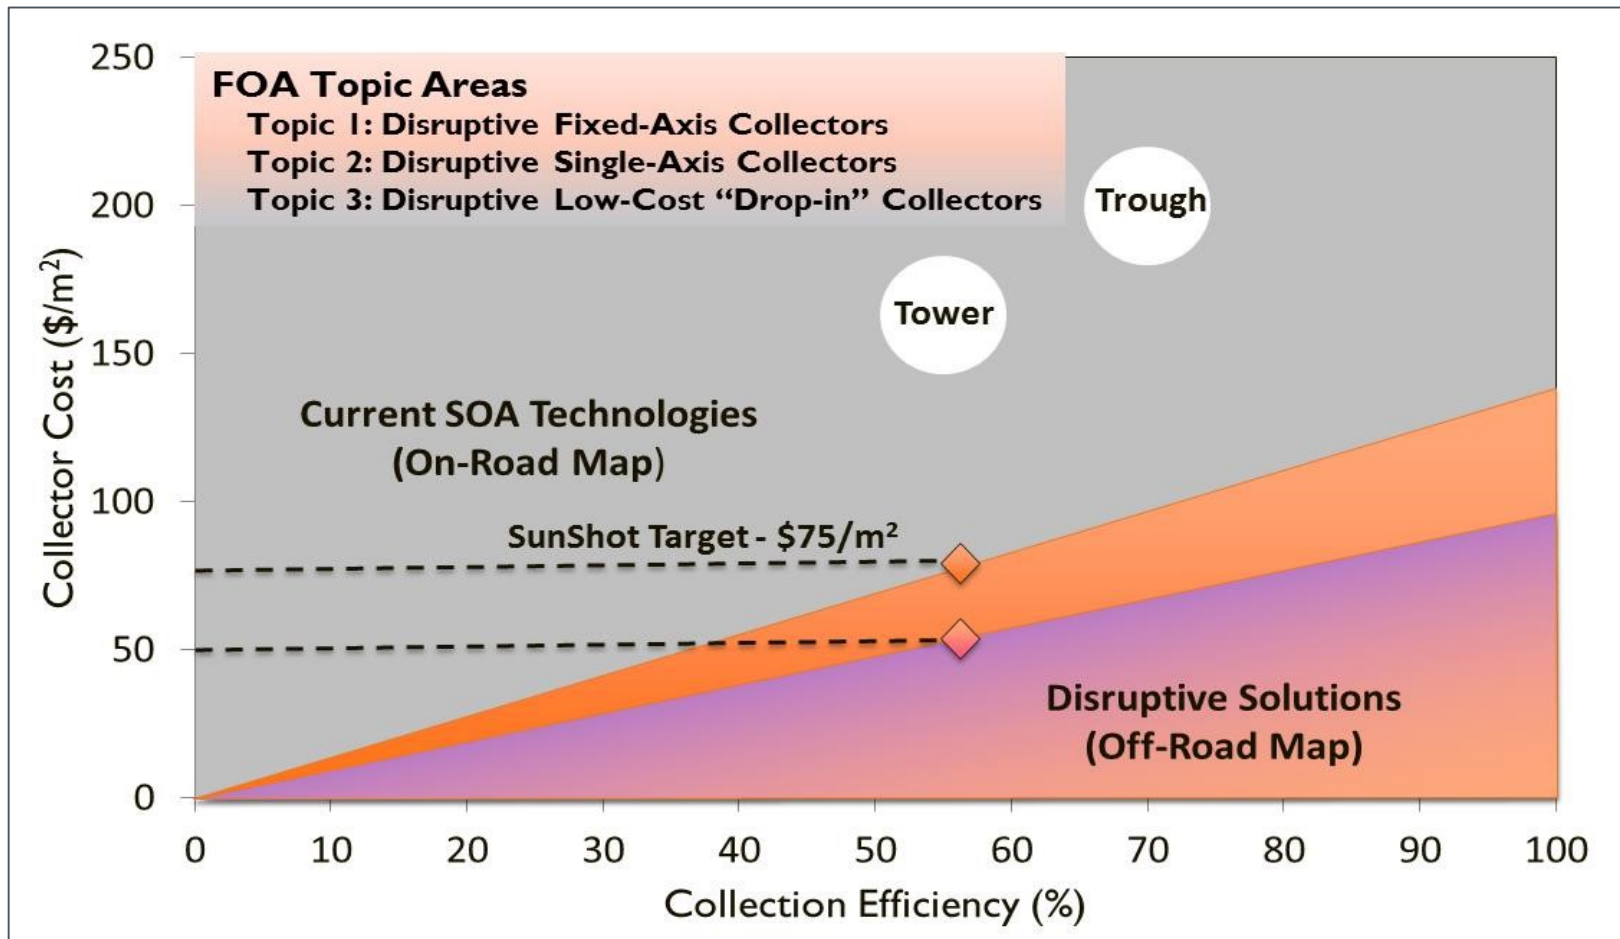 250
FOA Topic Areas
Topic 1: Disruptive Fixed-Axis Collectors
Topic 2: Disruptive Single-Axis Collectors
Topic 3: Disruptive Low-Cost “Drop-in” Collectors
200
Trough
Tower
150
Current SOA Technologies
(On-Road Map)
100
SunShot Target - $75/m²
50
Disruptive Solutions
(Off-Road Map)
0
Collector Cost ($/m²)
0 10 20 30 40 50 60 70 80 90 100
Collection Efficiency (%)